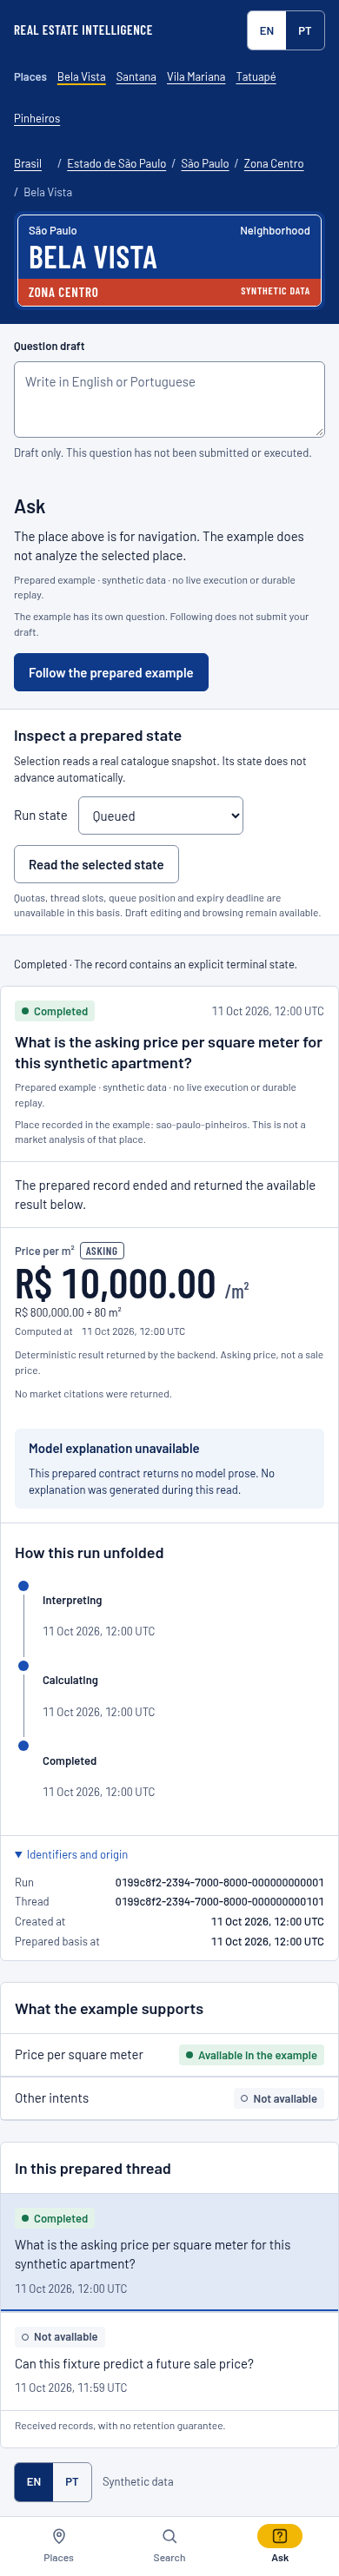 REAL ESTATE INTELLIGENCE
EN PT
Places Bela Vista Santana Vila Mariana Tatuapé
Pinheiros
Brasil / Estado de São Paulo / São Paulo / Zona Centro
/ Bela Vista
São Paulo Neighborhood
BELA VISTA
ZONA CENTRO SYNTHETIC DATA
Question draft
Write in English or Portuguese
Draft only. This question has not been submitted or executed.
Ask
The place above is for navigation. The example does
not analyze the selected place.
Prepared example · synthetic data · no live execution or durable
replay.
The example has its own question. Following does not submit your
draft.
Follow the prepared example
Inspect a prepared state
Selection reads a real catalogue snapshot. Its state does not
advance automatically.
Run state Queued
Read the selected state
Quotas, thread slots, queue position and expiry deadline are
unavailable in this basis. Draft editing and browsing remain available.
Completed · The record contains an explicit terminal state.
Completed 11 Oct 2026, 12:00 UTC
What is the asking price per square meter for
this synthetic apartment?
Prepared example · synthetic data · no live execution or durable
replay.
Place recorded in the example: sao-paulo-pinheiros. This is not a
market analysis of that place.
The prepared record ended and returned the available
result below.
Price per m² ASKING
R$ 10,000.00 /m²
R$ 800,000.00 ÷ 80 m²
Computed at 11 Oct 2026, 12:00 UTC
Deterministic result returned by the backend. Asking price, not a sale
price.
No market citations were returned.
Model explanation unavailable
This prepared contract returns no model prose. No
explanation was generated during this read.
How this run unfolded
Interpreting
11 Oct 2026, 12:00 UTC
Calculating
11 Oct 2026, 12:00 UTC
Completed
11 Oct 2026, 12:00 UTC
Identifiers and origin
Run 0199c8f2-2394-7000-8000-000000000001
Thread 0199c8f2-2394-7000-8000-000000000101
Created at 11 Oct 2026, 12:00 UTC
Prepared basis at 11 Oct 2026, 12:00 UTC
What the example supports
Price per square meter Available in the example
Other intents Not available
In this prepared thread
Completed
What is the asking price per square meter for this
synthetic apartment?
11 Oct 2026, 12:00 UTC
Not available
Can this fixture predict a future sale price?
11 Oct 2026, 11:59 UTC
Received records, with no retention guarantee.
EN PT Synthetic data
Places Search Ask